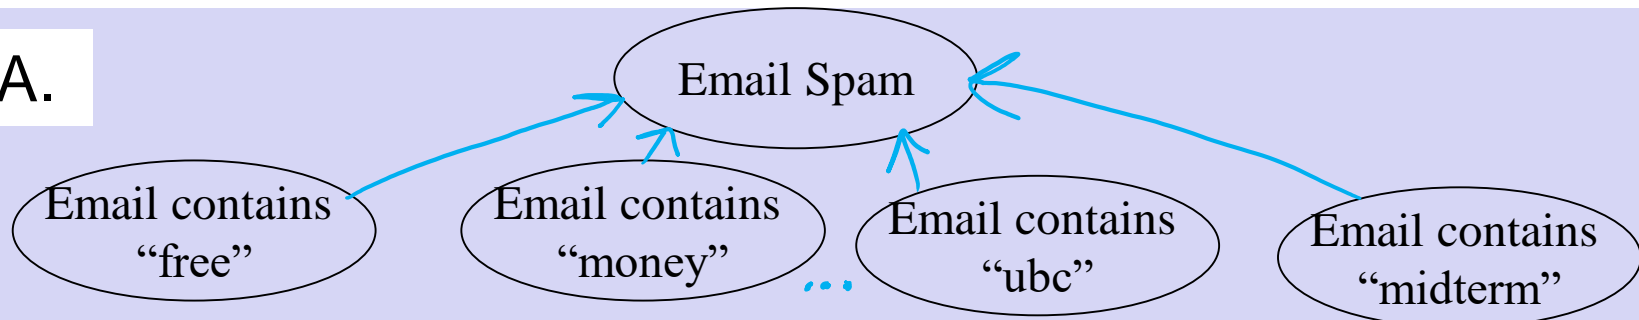 A.
Email Spam
Email contains
“free”
Email contains
“money”
...
Email contains
“ubc”
Email contains
“midterm”